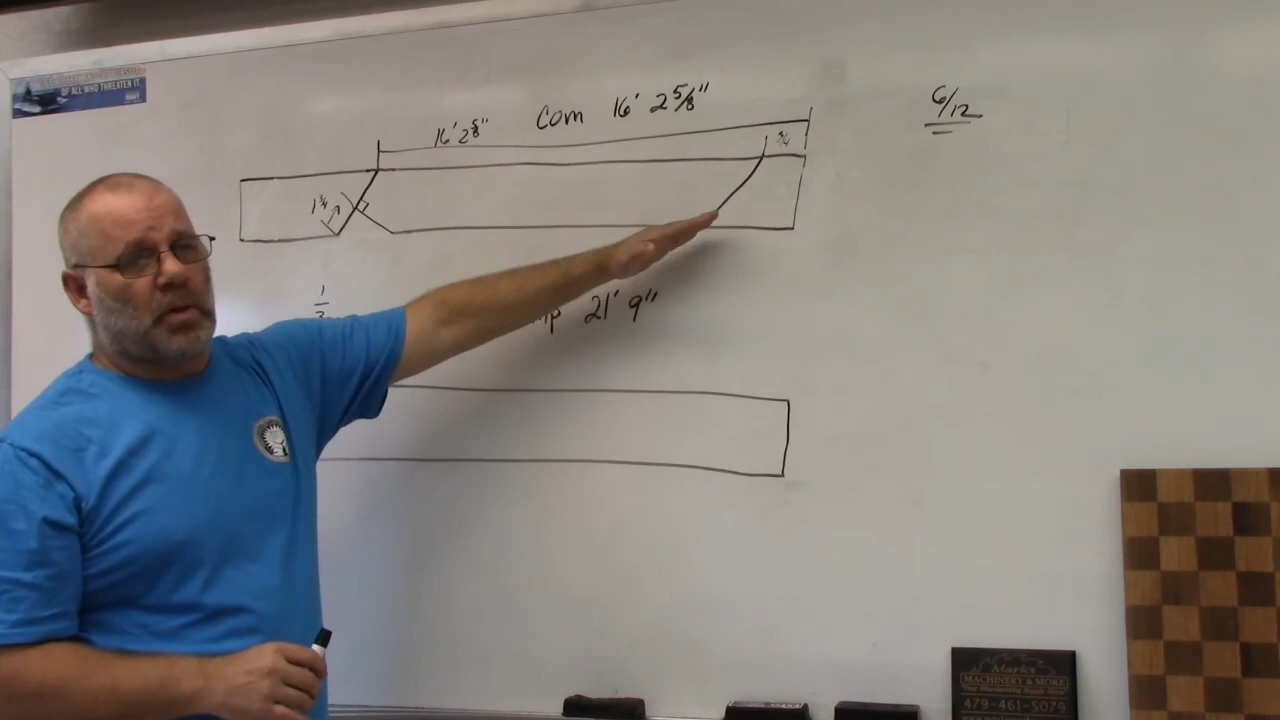 OF ALL WHO THREATEN IT.
Com 16' 2 5/8"
16' 2 5/8"
3/4
6/12
1 3/4
21' 9"
Mark's
MACHINERY & MORE
479-461-5079